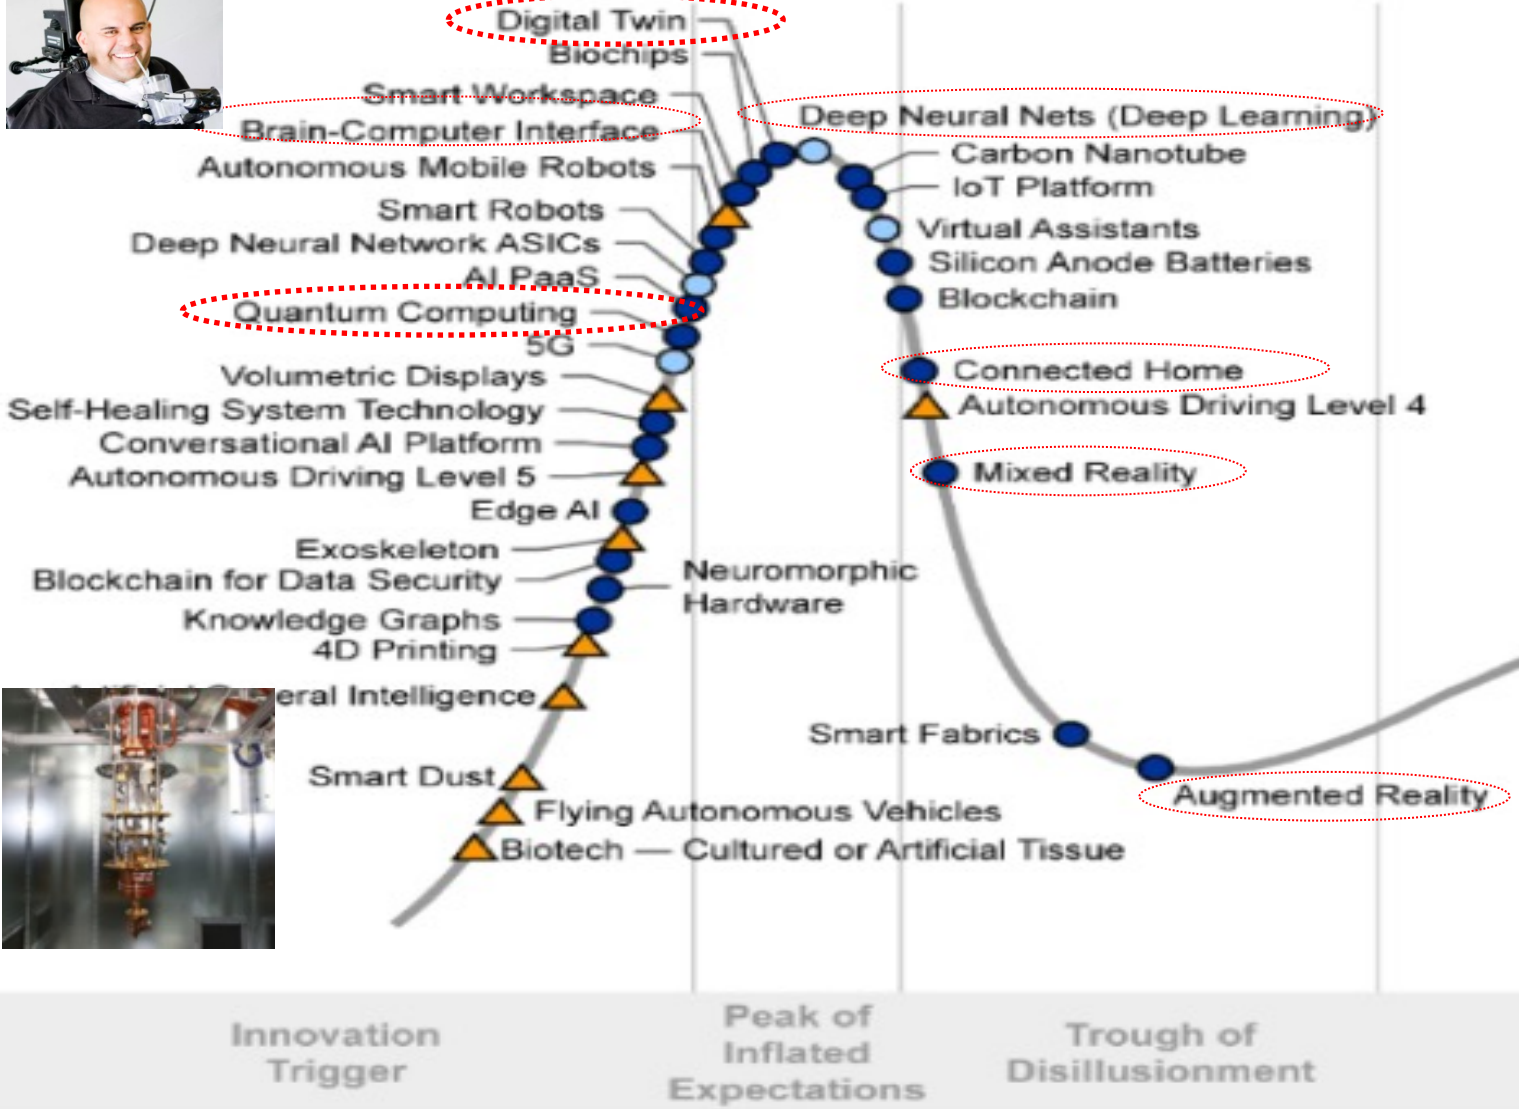 Digital Twin
Biochips
Smart Workspace
Brain-Computer Interface
Autonomous Mobile Robots
Smart Robots
Deep Neural Network ASICs
AI PaaS
Quantum Computing
5G
Volumetric Displays
Self-Healing System Technology
Conversational AI Platform
Autonomous Driving Level 5
Edge AI
Exoskeleton
Blockchain for Data Security
Neuromorphic
Hardware
Knowledge Graphs
4D Printing
eral Intelligence
Smart Dust
Flying Autonomous Vehicles
Biotech — Cultured or Artificial Tissue
Deep Neural Nets (Deep Learning)
Carbon Nanotube
IoT Platform
Virtual Assistants
Silicon Anode Batteries
Blockchain
Connected Home
Autonomous Driving Level 4
Mixed Reality
Smart Fabrics
Augmented Reality
Innovation
Trigger
Peak of
Inflated
Expectations
Trough of
Disillusionment